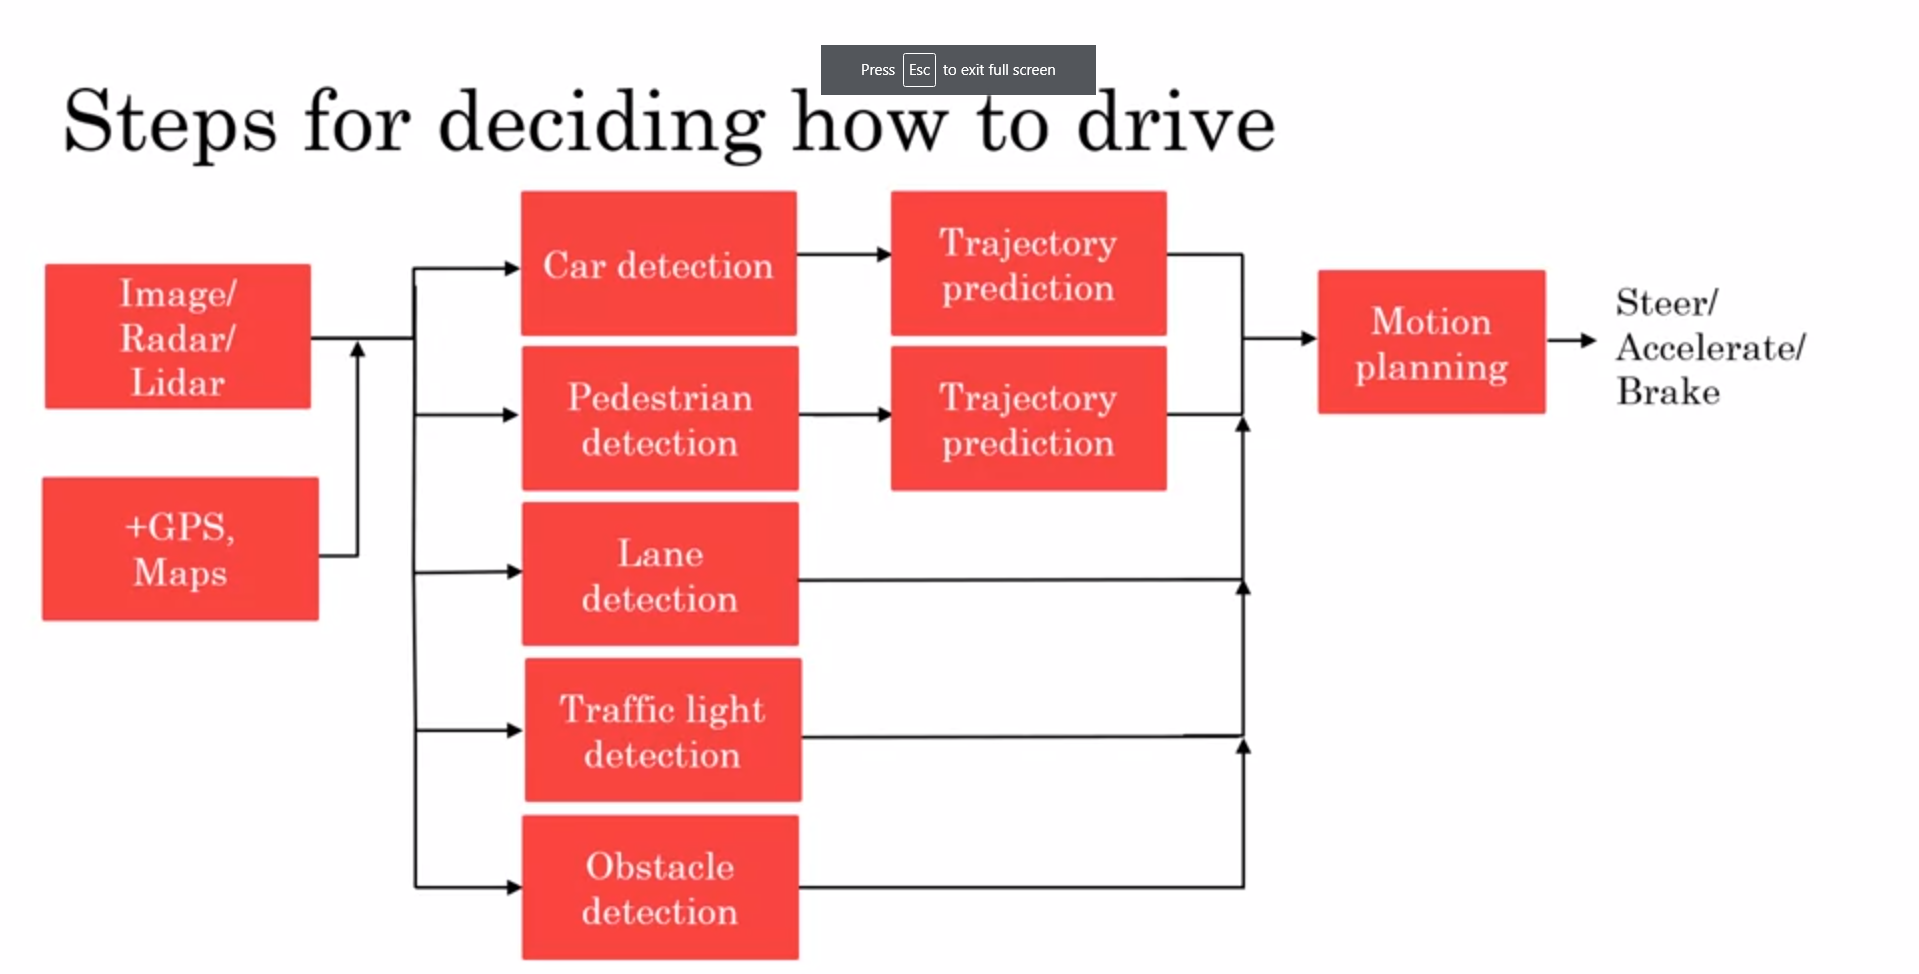 Press Esc to exit full screen
Steps for deciding how to drive
Image/
Radar/
Lidar
+GPS,
Maps
Car detection
Trajectory
prediction
Pedestrian
detection
Trajectory
prediction
Lane
detection
Traffic light
detection
Obstacle
detection
Motion
planning
Steer/
Accelerate/
Brake